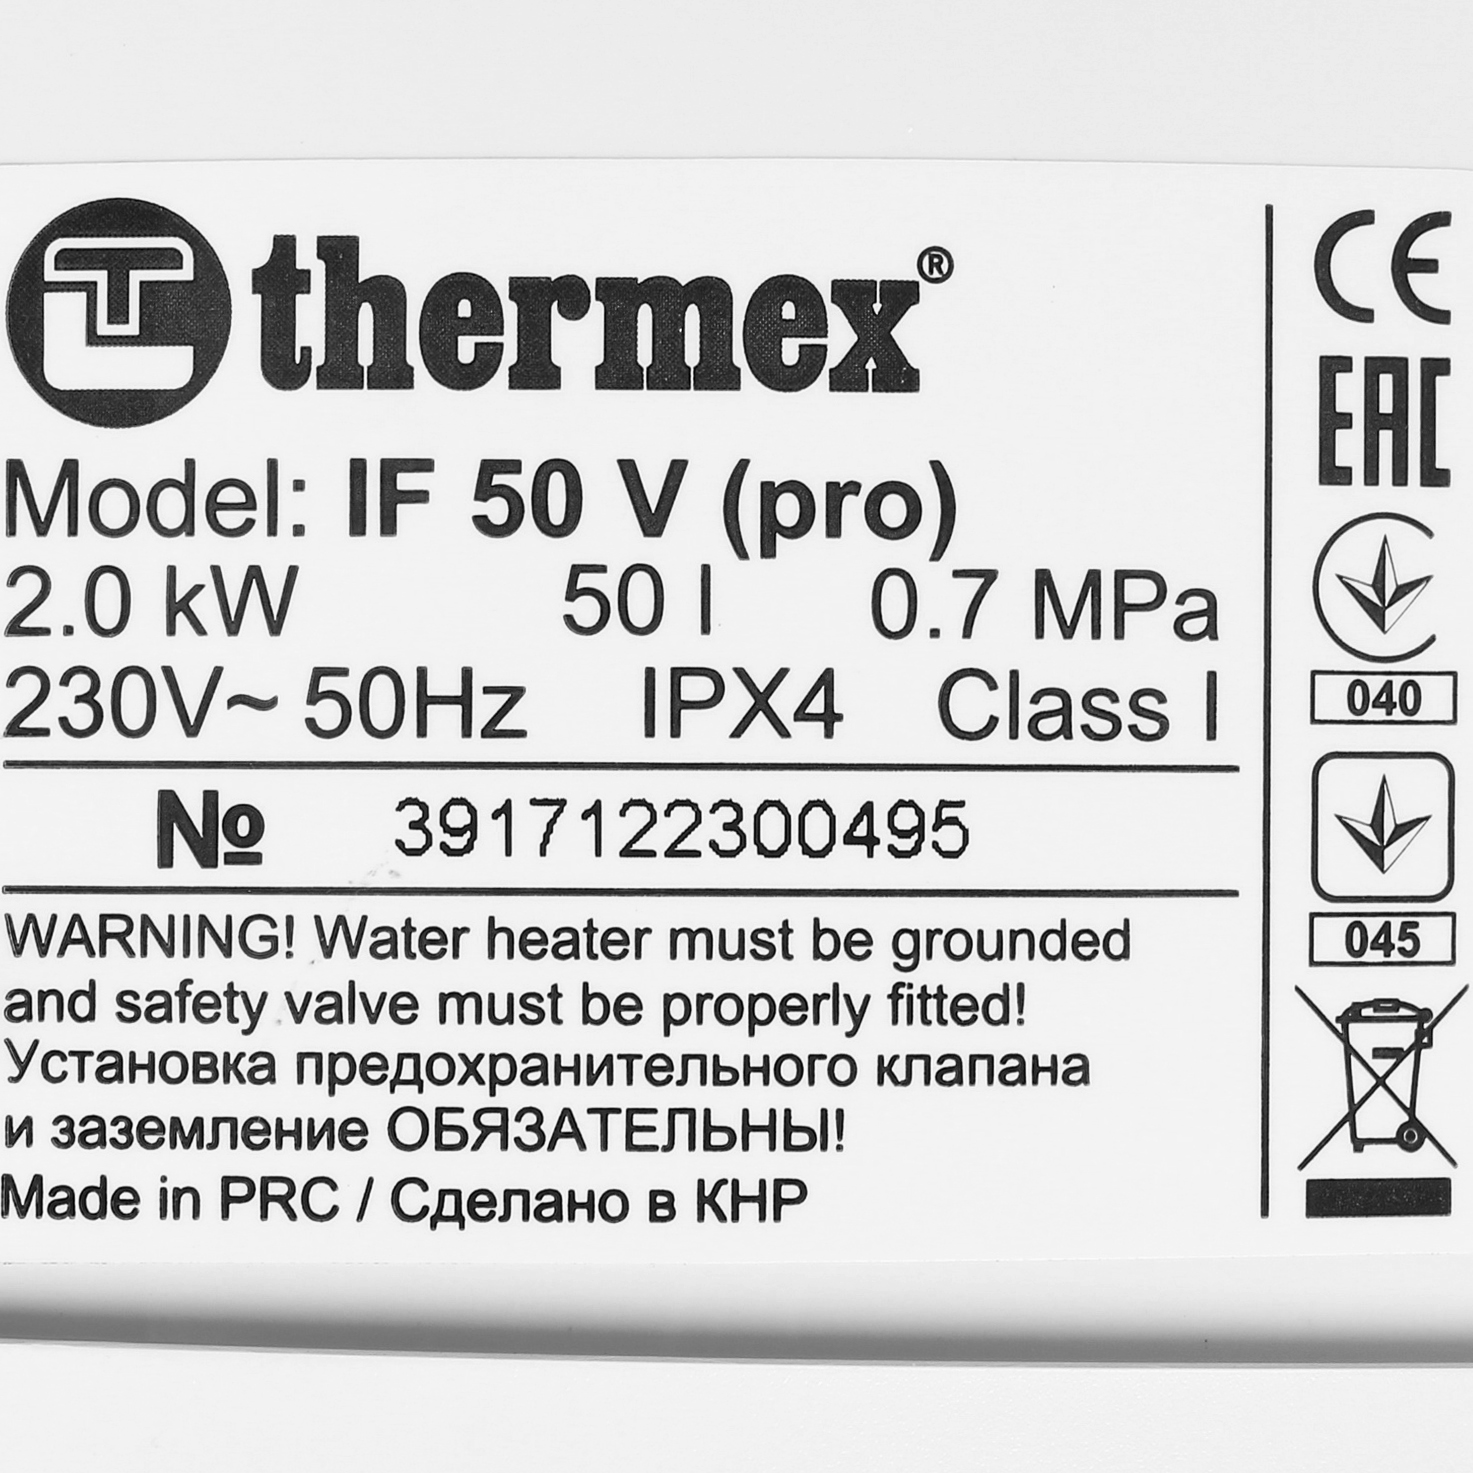 thermex®
Model: IF 50 V (pro)
2.0 kW 50 l 0.7 MPa
230V~ 50Hz IPX4 Class I
№ 3917122300495
WARNING! Water heater must be grounded
and safety valve must be properly fitted!
Установка предохранительного клапана
и заземление ОБЯЗАТЕЛЬНЫ!
Made in PRC / Сделано в КНР
CE
EAC
040
045